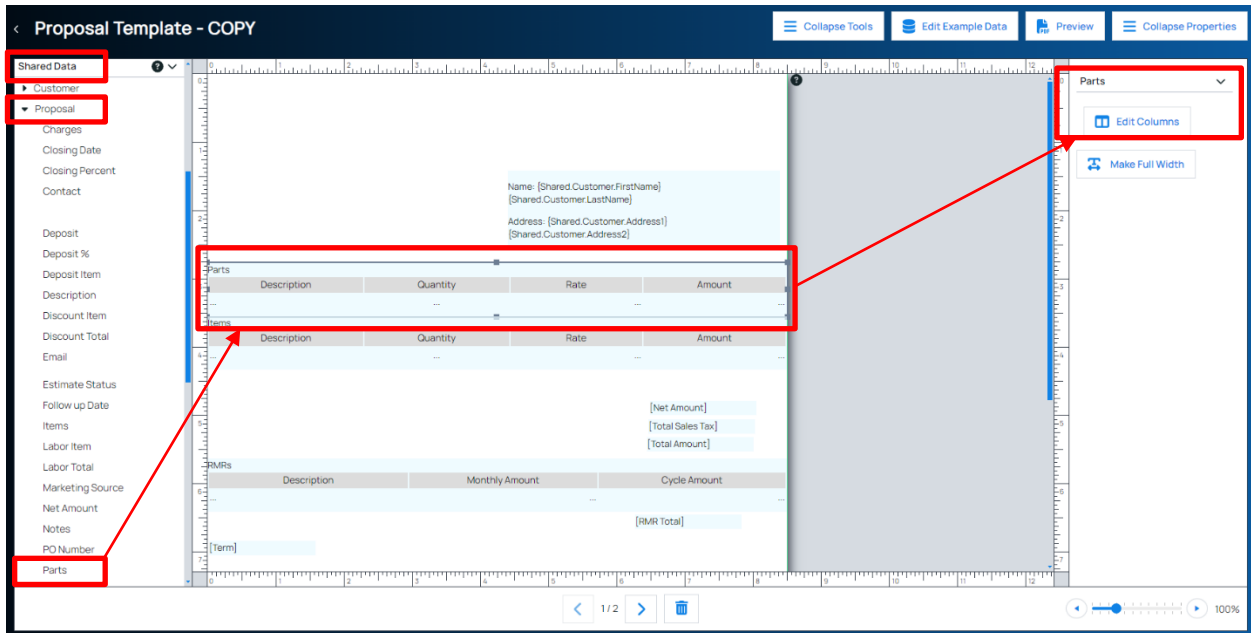 Proposal Template - COPY
Collapse Tools
Edit Example Data
Preview
Collapse Properties
Shared Data
Customer
Proposal
Charges
Closing Date
Closing Percent
Contact
Deposit
Deposit %
Deposit Item
Description
Discount Item
Discount Total
Email
Estimate Status
Follow up Date
Items
Labor Item
Labor Total
Marketing Source
Net Amount
Notes
PO Number
Parts
Name: {Shared.Customer.FirstName}
{Shared.Customer.LastName}
Address: {Shared.Customer.Address1}
{Shared.Customer.Address2}
Parts
Description Quantity Rate Amount
... ... ... ...
Items
Description Quantity Rate Amount
... ... ... ...
[Net Amount]
[Total Sales Tax]
[Total Amount]
RMRs
Description Monthly Amount Cycle Amount
... ... ...
[RMR Total]
[Term]
Parts
Edit Columns
Make Full Width
1/2
100%